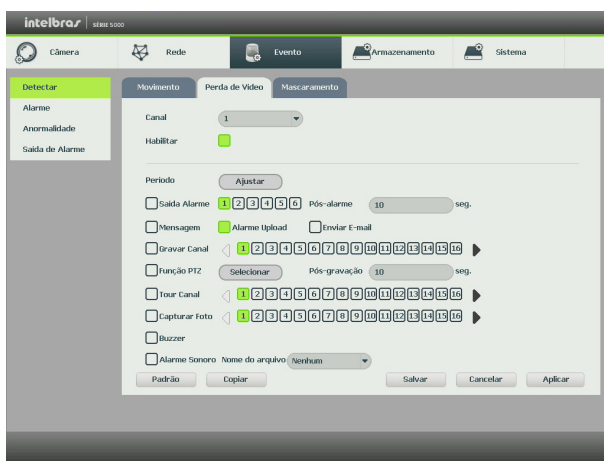 intelbras SÉRIE 5000
Câmera Rede Evento Armazenamento Sistema
Detectar
Alarme
Anormalidade
Saída de Alarme
Movimento Perda de Vídeo Mascaramento
Canal 1
Habilitar
Período Ajustar
Saída Alarme 1 2 3 4 5 6 Pós-alarme 10 seg.
Mensagem Alarme Upload Enviar E-mail
Gravar Canal 1 2 3 4 5 6 7 8 9 10 11 12 13 14 15 16
Função PTZ Selecionar Pós-gravação 10 seg.
Tour Canal 1 2 3 4 5 6 7 8 9 10 11 12 13 14 15 16
Capturar Foto 1 2 3 4 5 6 7 8 9 10 11 12 13 14 15 16
Buzzer
Alarme Sonoro Nome do arquivo Nenhum
Padrão Copiar Salvar Cancelar Aplicar